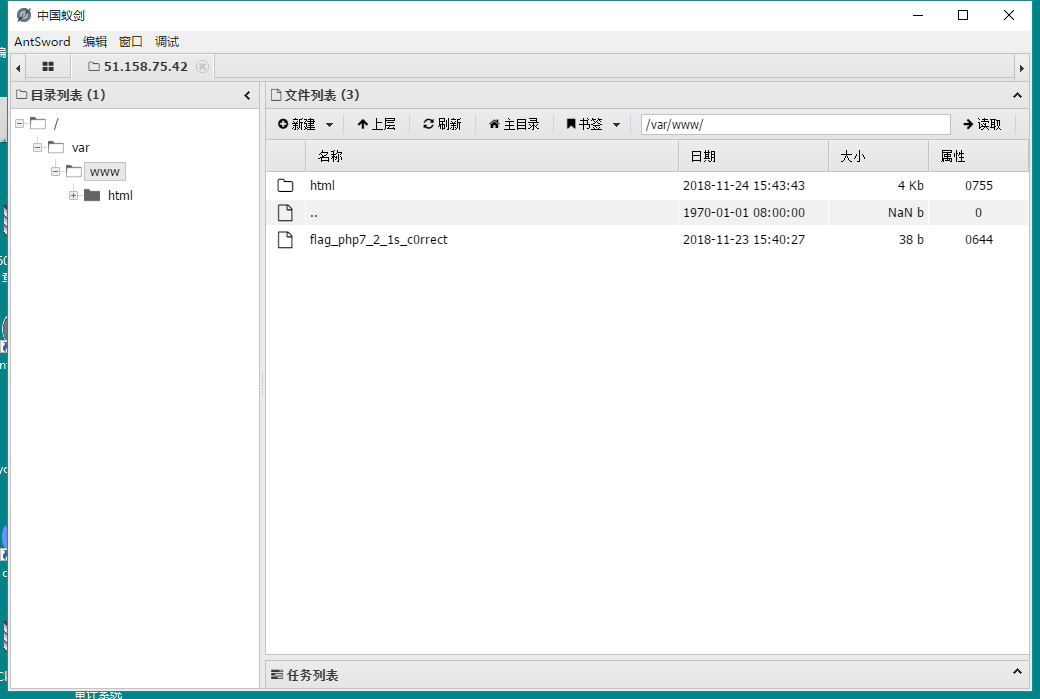 中国蚁剑
AntSword 编辑 窗口 调试
51.158.75.42
目录列表 (1)
/
var
www
html
文件列表 (3)
新建 上层 刷新 主目录 书签 /var/www/ 读取
名称 日期 大小 属性
html 2018-11-24 15:43:43 4 Kb 0755
.. 1970-01-01 08:00:00 NaN b 0
flag_php7_2_1s_c0rrect 2018-11-23 15:40:27 38 b 0644
任务列表